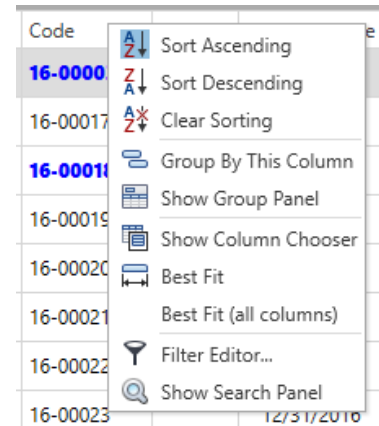 Code
Sort Ascending
16-0000
Sort Descending
16-00017
Clear Sorting
16-00018
Group By This Column
Show Group Panel
16-00019
Show Column Chooser
16-00020
Best Fit
16-00021
Best Fit (all columns)
16-00022
Filter Editor...
Show Search Panel
16-00023
12/31/2016